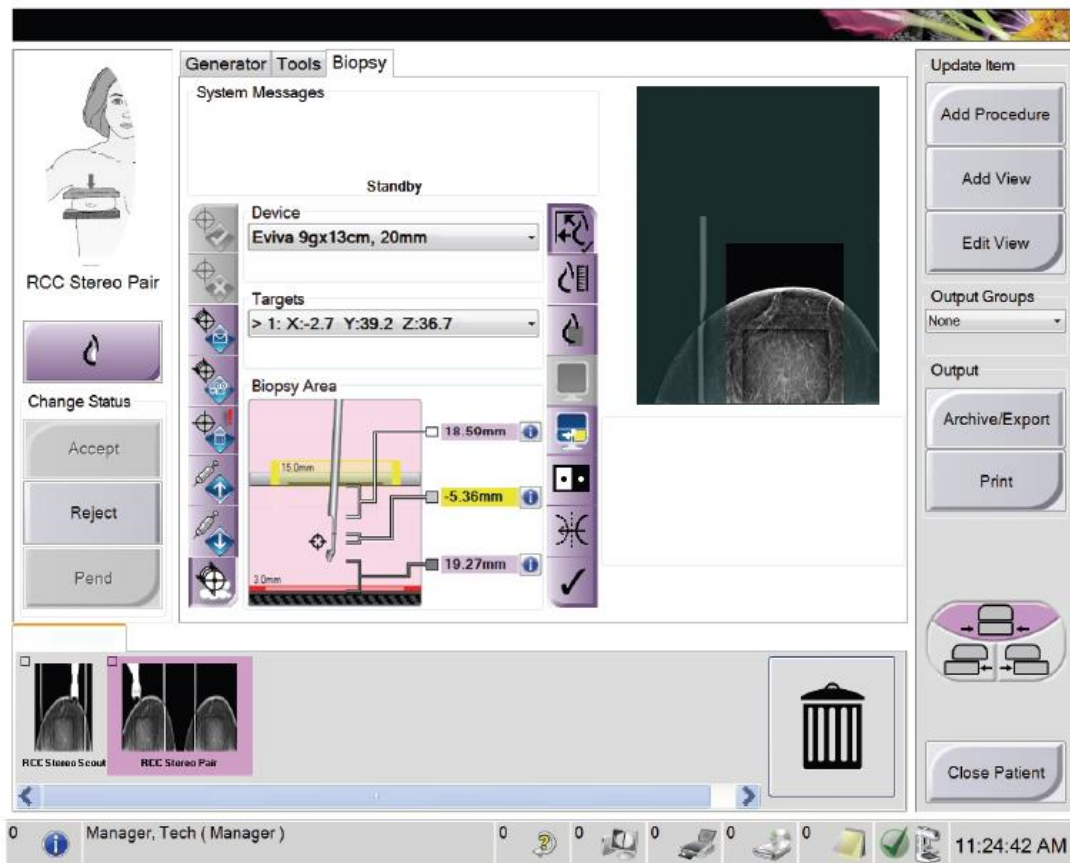 Generator Tools Biopsy
System Messages
Standby
RCC Stereo Pair
Change Status
Accept
Reject
Pend
Device
Eviva 9gx13cm, 20mm
Targets
> 1: X:-2.7 Y:39.2 Z:36.7
Biopsy Area
15.0mm
18.50mm
-5.36mm
19.27mm
3.0mm
Update Item
Add Procedure
Add View
Edit View
Output Groups
None
Output
Archive/Export
Print
Close Patient
RCC Stereo Scout
RCC Stereo Pair
0 Manager, Tech ( Manager ) 0 0 0 0 0 11:24:42 AM